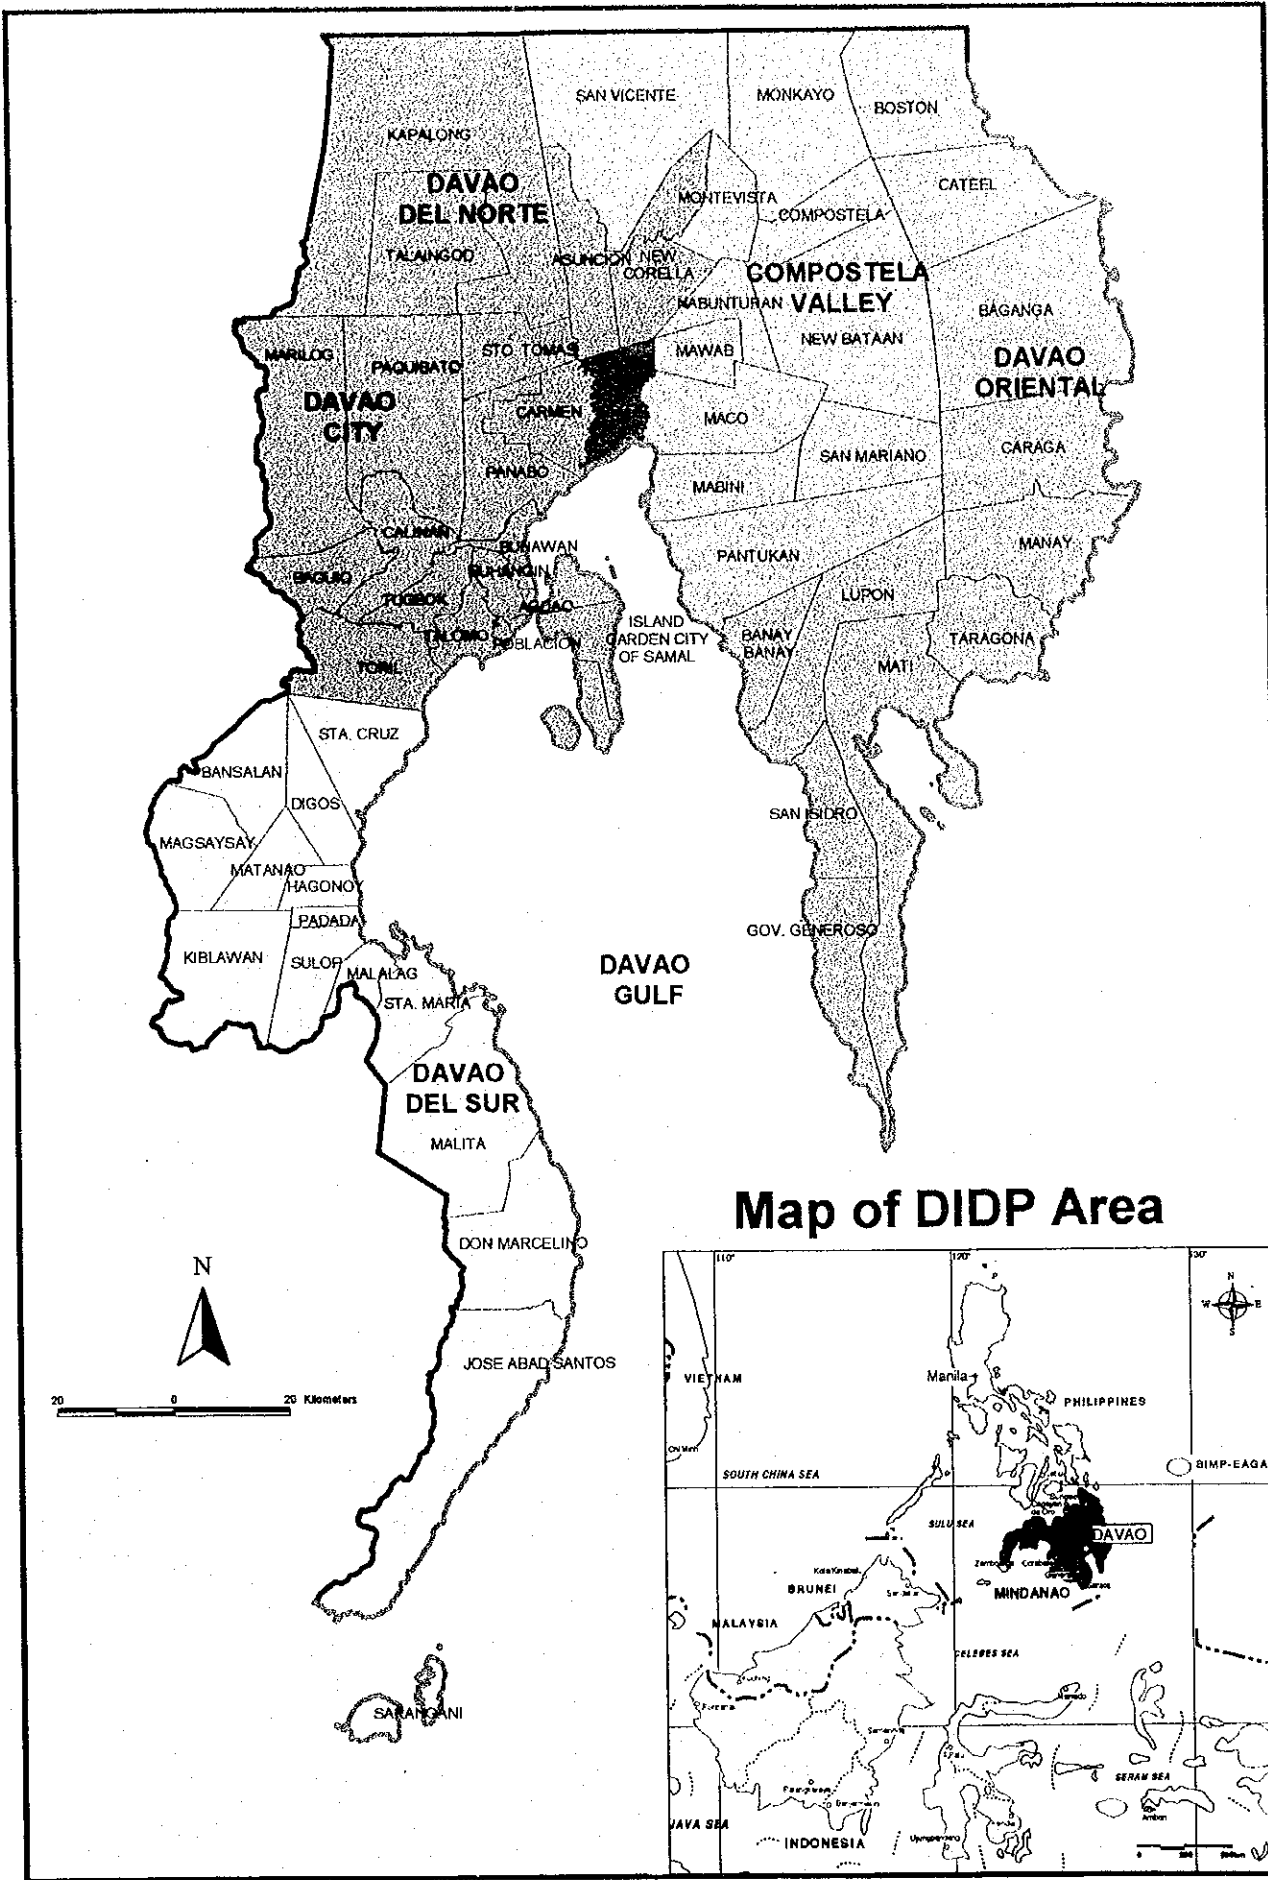 SAN VICENTE
MONKAYO
BOSTON
KAPALONG
DAVAO
DEL NORTE
MONTEVISTA
CATEEL
COMPOSTELA
TALAINGOD
ASUNCION
NEW
CORELLA
COMPOSTELA
VALLEY
NABUNTURAN
BAGANGA
NEW BATAAN
MARILOG
PAQUIBATO
STO. TOMAS
MAWAB
DAVAO
ORIENTAL
DAVAO
CITY
CARMEN
MACO
CARAGA
SAN MARIANO
PANABO
MABINI
CALINAN
BUNAWAN
PANTUKAN
MANAY
BAGUIO
BUHANGIN
TUGBOK
LUPON
AGDAO
ISLAND
GARDEN CITY
OF SAMAL
TALOMO
POBLACION
BANAY
BANAY
TARAGONA
TORIL
MATI
STA. CRUZ
BANSALAN
DIGOS
SAN ISIDRO
MAGSAYSAY
MATANAO
HAGONOY
PADADA
GOV. GENEROSO
KIBLAWAN
SULOP
MALALAG
DAVAO
GULF
STA. MARIA
DAVAO
DEL SUR
MALITA
Map of DIDP Area
DON MARCELINO
N
JOSE ABAD SANTOS
20 0 20 Kilometers
SARANGANI
110°
120°
130°
N
W E
S
VIETNAM
Manila
PHILIPPINES
SOUTH CHINA SEA
BIMP-EAGA
SULU SEA
de Oro
DAVAO
BRUNEI
MINDANAO
MALAYSIA
CELEBES SEA
Manado
SERAM SEA
JAVA SEA
INDONESIA